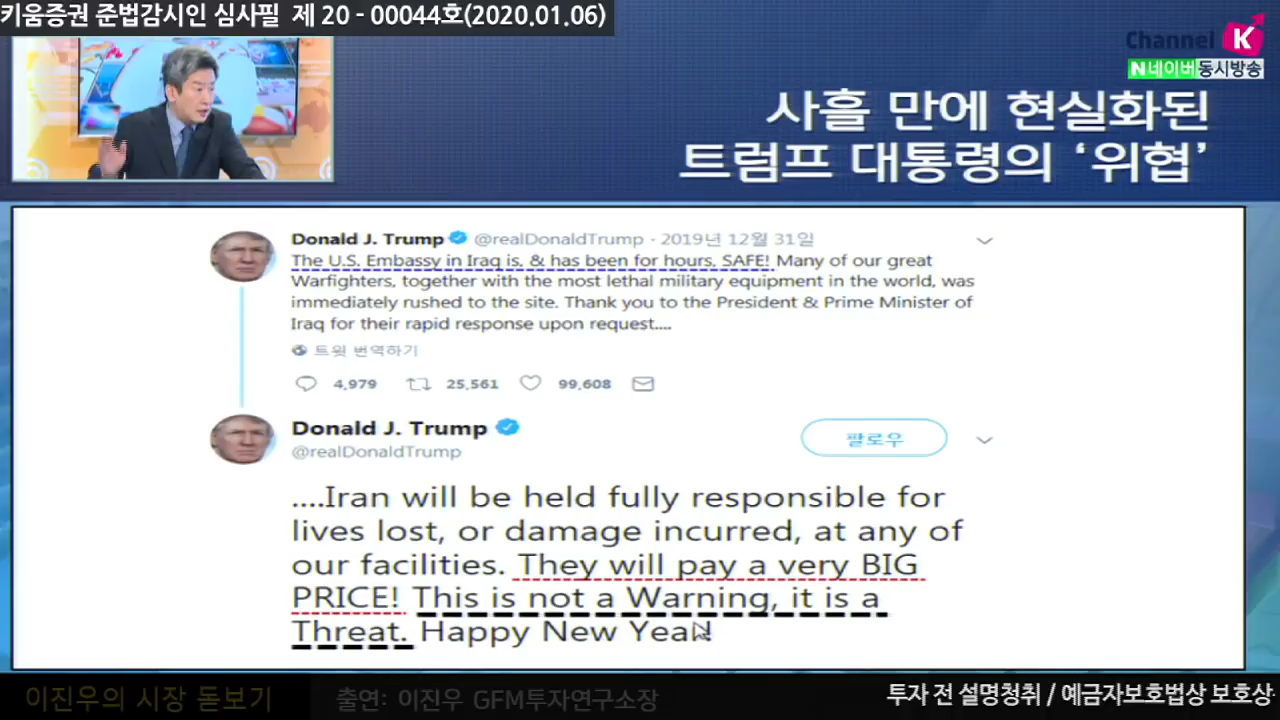 키움증권 준법감시인 심사필 제 20 - 00044호(2020.01.06)
Channel K
N 네이버 동시방송
사흘 만에 현실화된
트럼프 대통령의 ‘위협’
Donald J. Trump @realDonaldTrump · 2019년 12월 31일
The U.S. Embassy in Iraq is, & has been for hours, SAFE! Many of our great
Warfighters, together with the most lethal military equipment in the world, was
immediately rushed to the site. Thank you to the President & Prime Minister of
Iraq for their rapid response upon request....
트윗 번역하기
4,979 25,561 99,608
Donald J. Trump
@realDonaldTrump
팔로우
....Iran will be held fully responsible for
lives lost, or damage incurred, at any of
our facilities. They will pay a very BIG
PRICE! This is not a Warning, it is a
Threat. Happy New Year!
이진우의 시장 돋보기
출연: 이진우 GFM투자연구소장
투자 전 설명청취 / 예금자보호법상 보호상